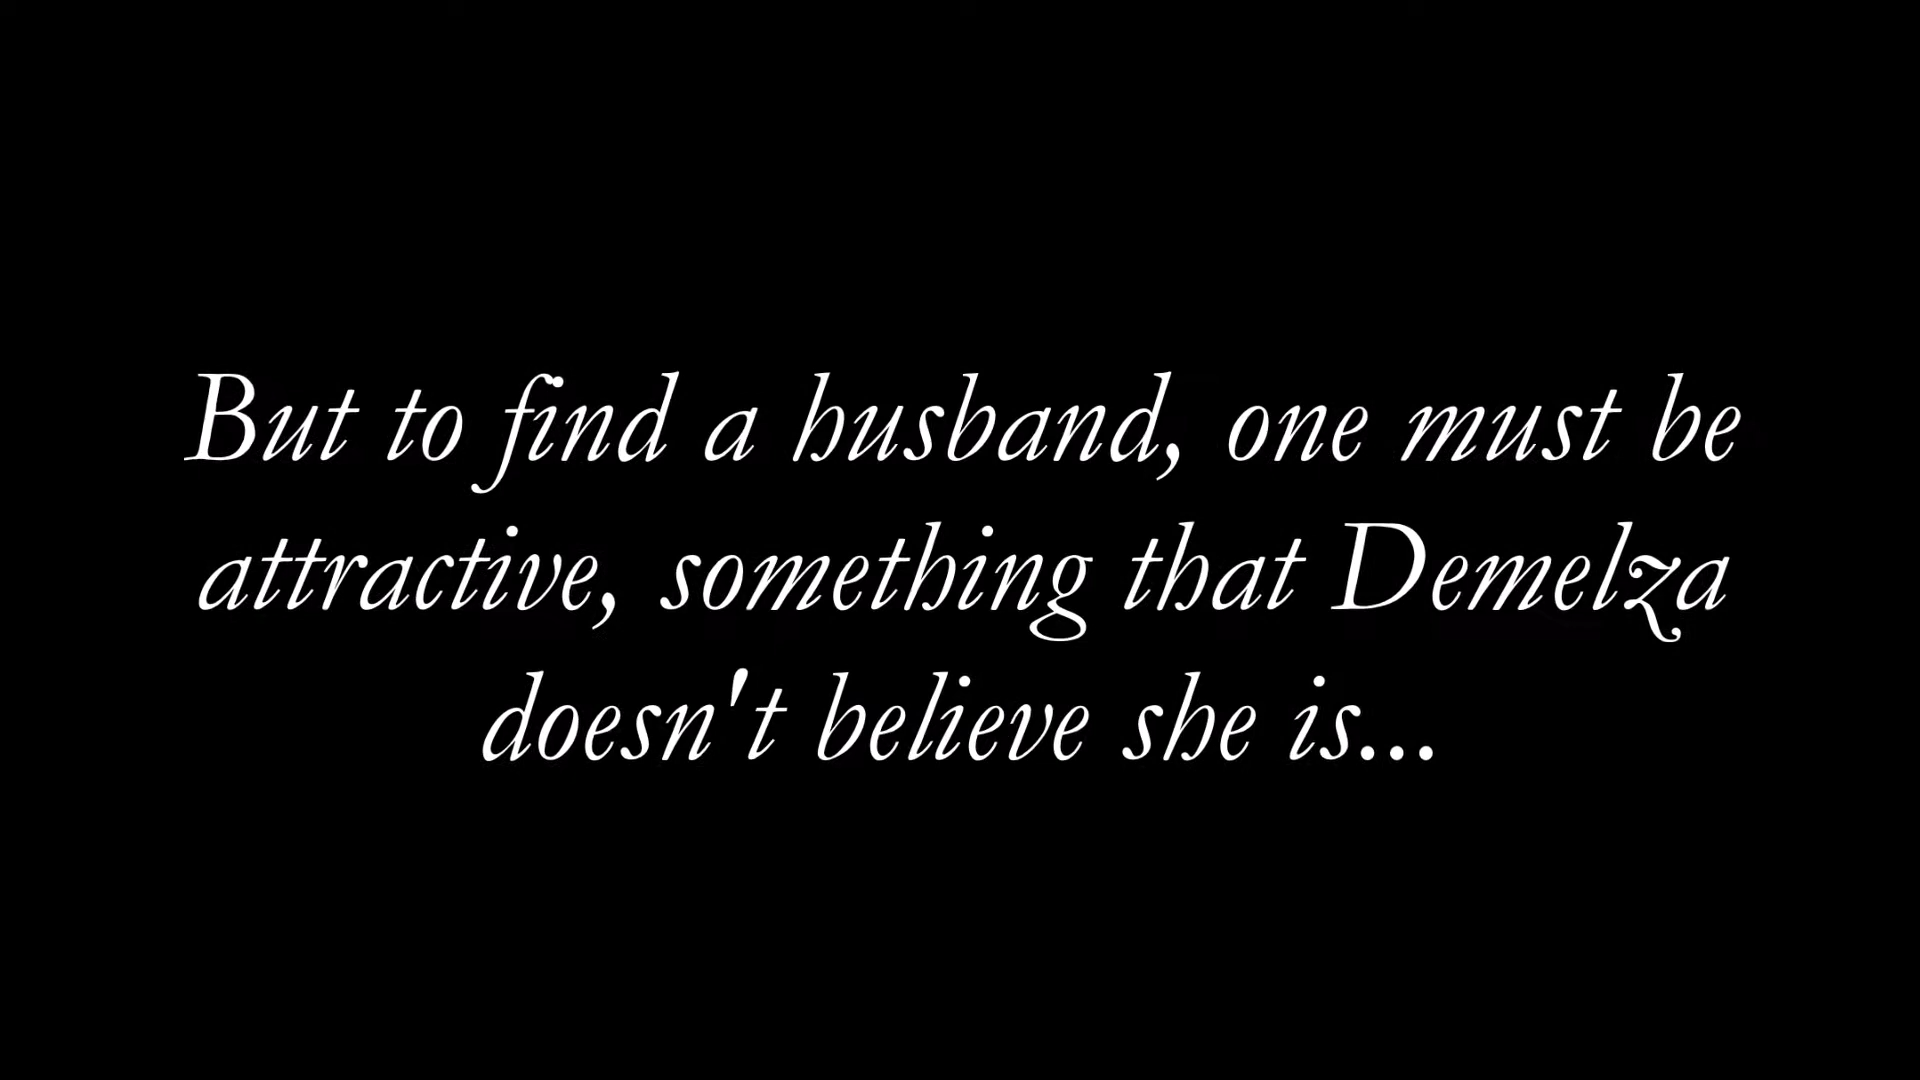 But to find a husband, one must be
attractive, something that Demelza
doesn't believe she is...